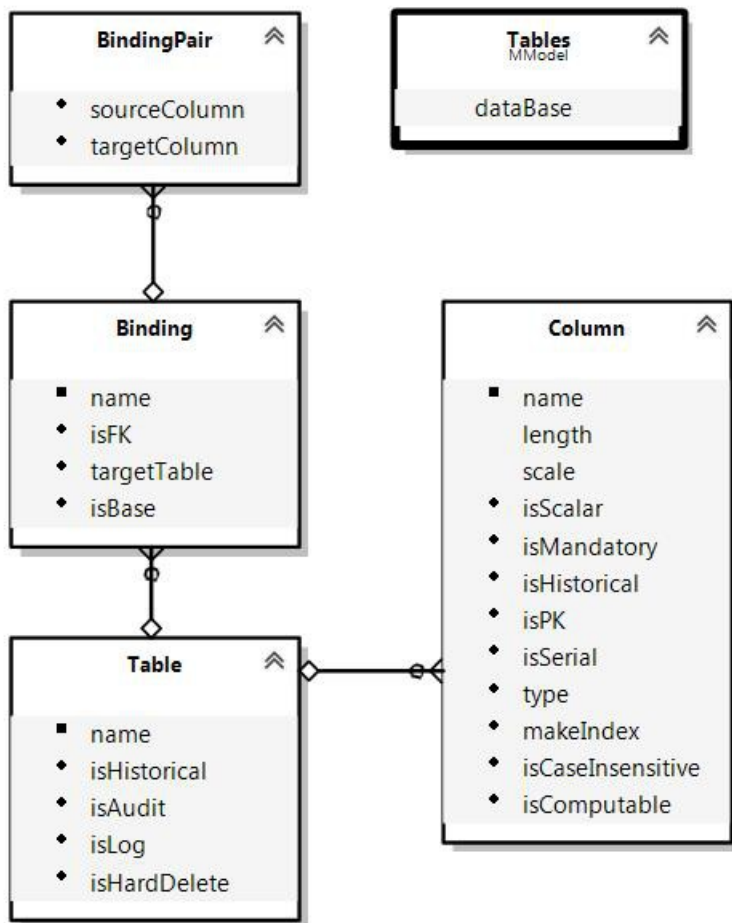 BindingPair
sourceColumn
targetColumn
Tables
MModel
dataBase
Binding
name
isFK
targetTable
isBase
Column
name
length
scale
isScalar
isMandatory
isHistorical
isPK
isSerial
type
makeIndex
isCaseInsensitive
isComputable
Table
name
isHistorical
isAudit
isLog
isHardDelete